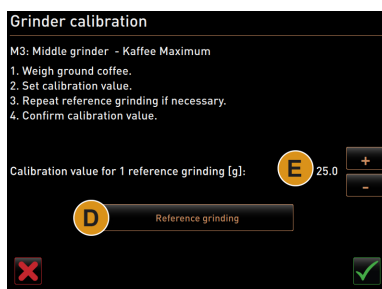 Grinder calibration
M3: Middle grinder - Kaffee Maximum
1. Weigh ground coffee.
2. Set calibration value.
3. Repeat reference grinding if necessary.
4. Confirm calibration value.
+
Calibration value for 1 reference grinding [g]: E 25.0
-
D Reference grinding